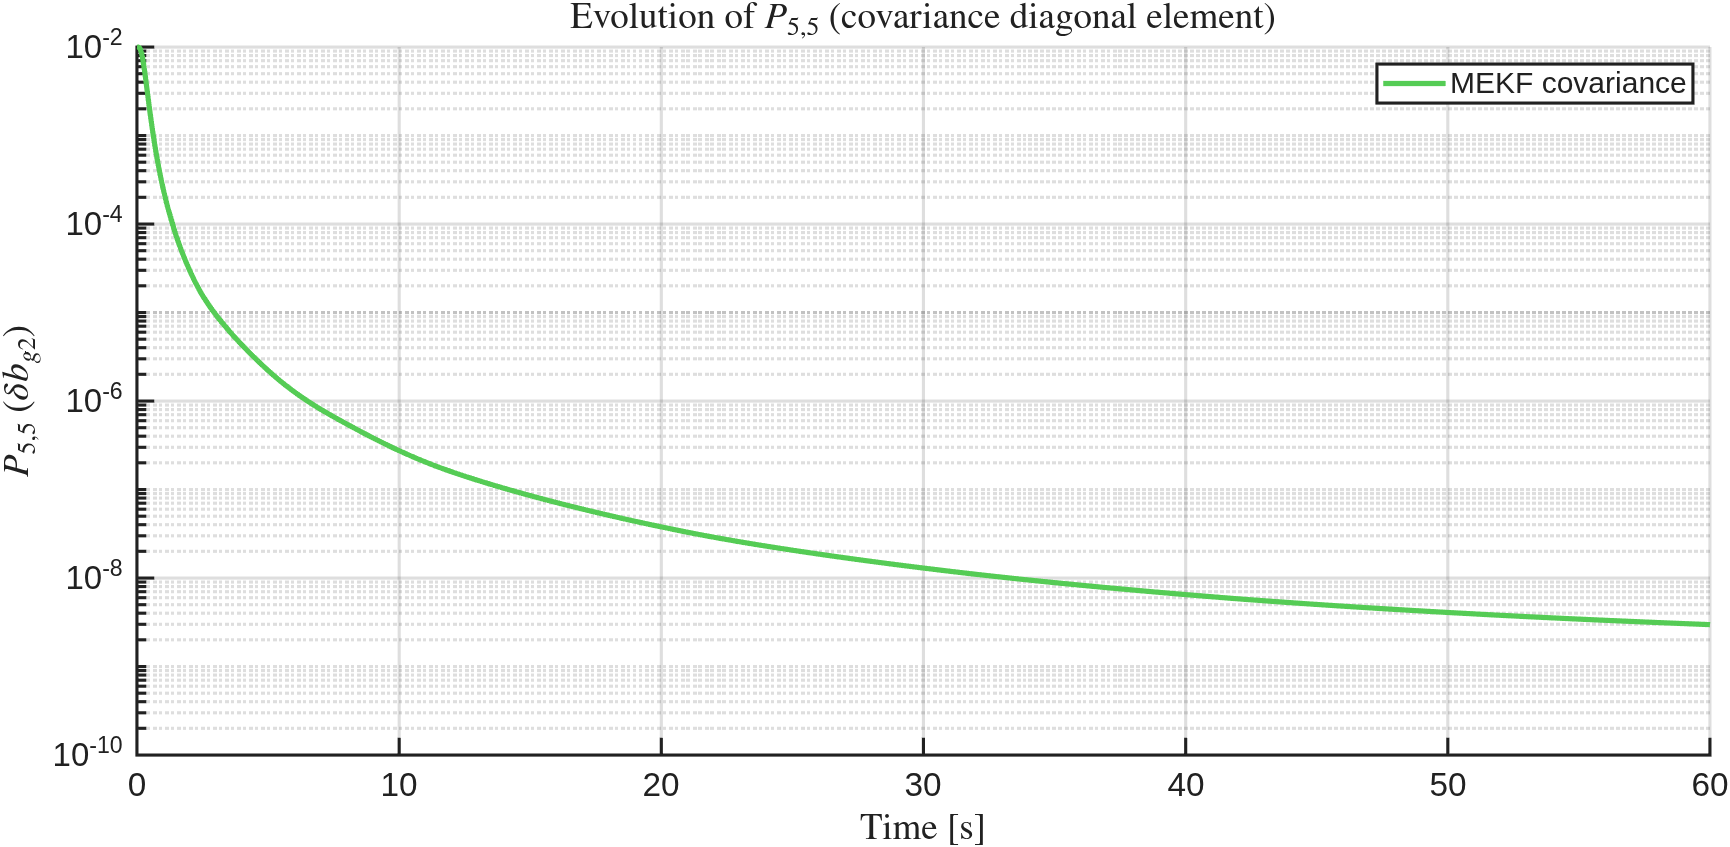 Evolution of P₅,₅ (covariance diagonal element)
MEKF covariance
P₅,₅ (δb_g2)
10⁻²
10⁻⁴
10⁻⁶
10⁻⁸
10⁻¹⁰
0 10 20 30 40 50 60
Time [s]